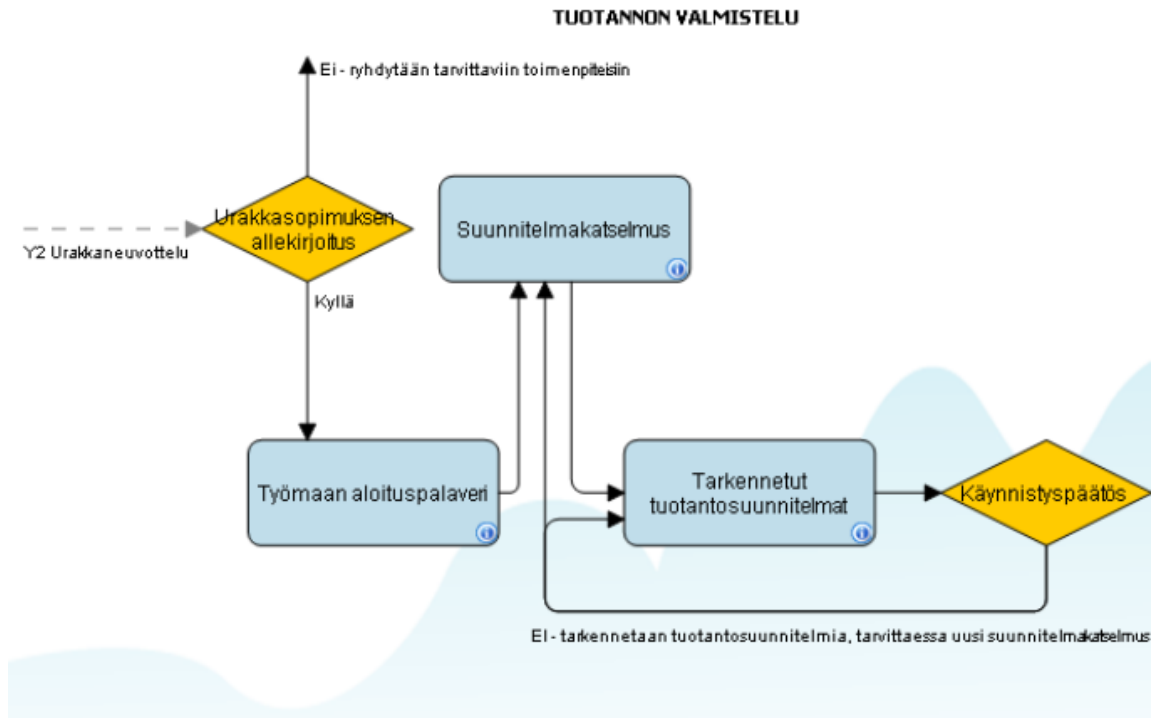 TUOTANNON VALMISTELU
Ei - ryhdytään tarvittaviin toimenpiteisiin
Urakkasopimuksen
allekirjoitus
Y2 Urakkaneuvottelu
Kyllä
Suunnitelmakatselmus
Työmaan aloituspalaveri
Tarkennetut
tuotantosuunnitelmat
Käynnistyspäätös
EI - tarkennetaan tuotantosuunnitelmia, tarvittaessa uusi suunnitelmakatselmus